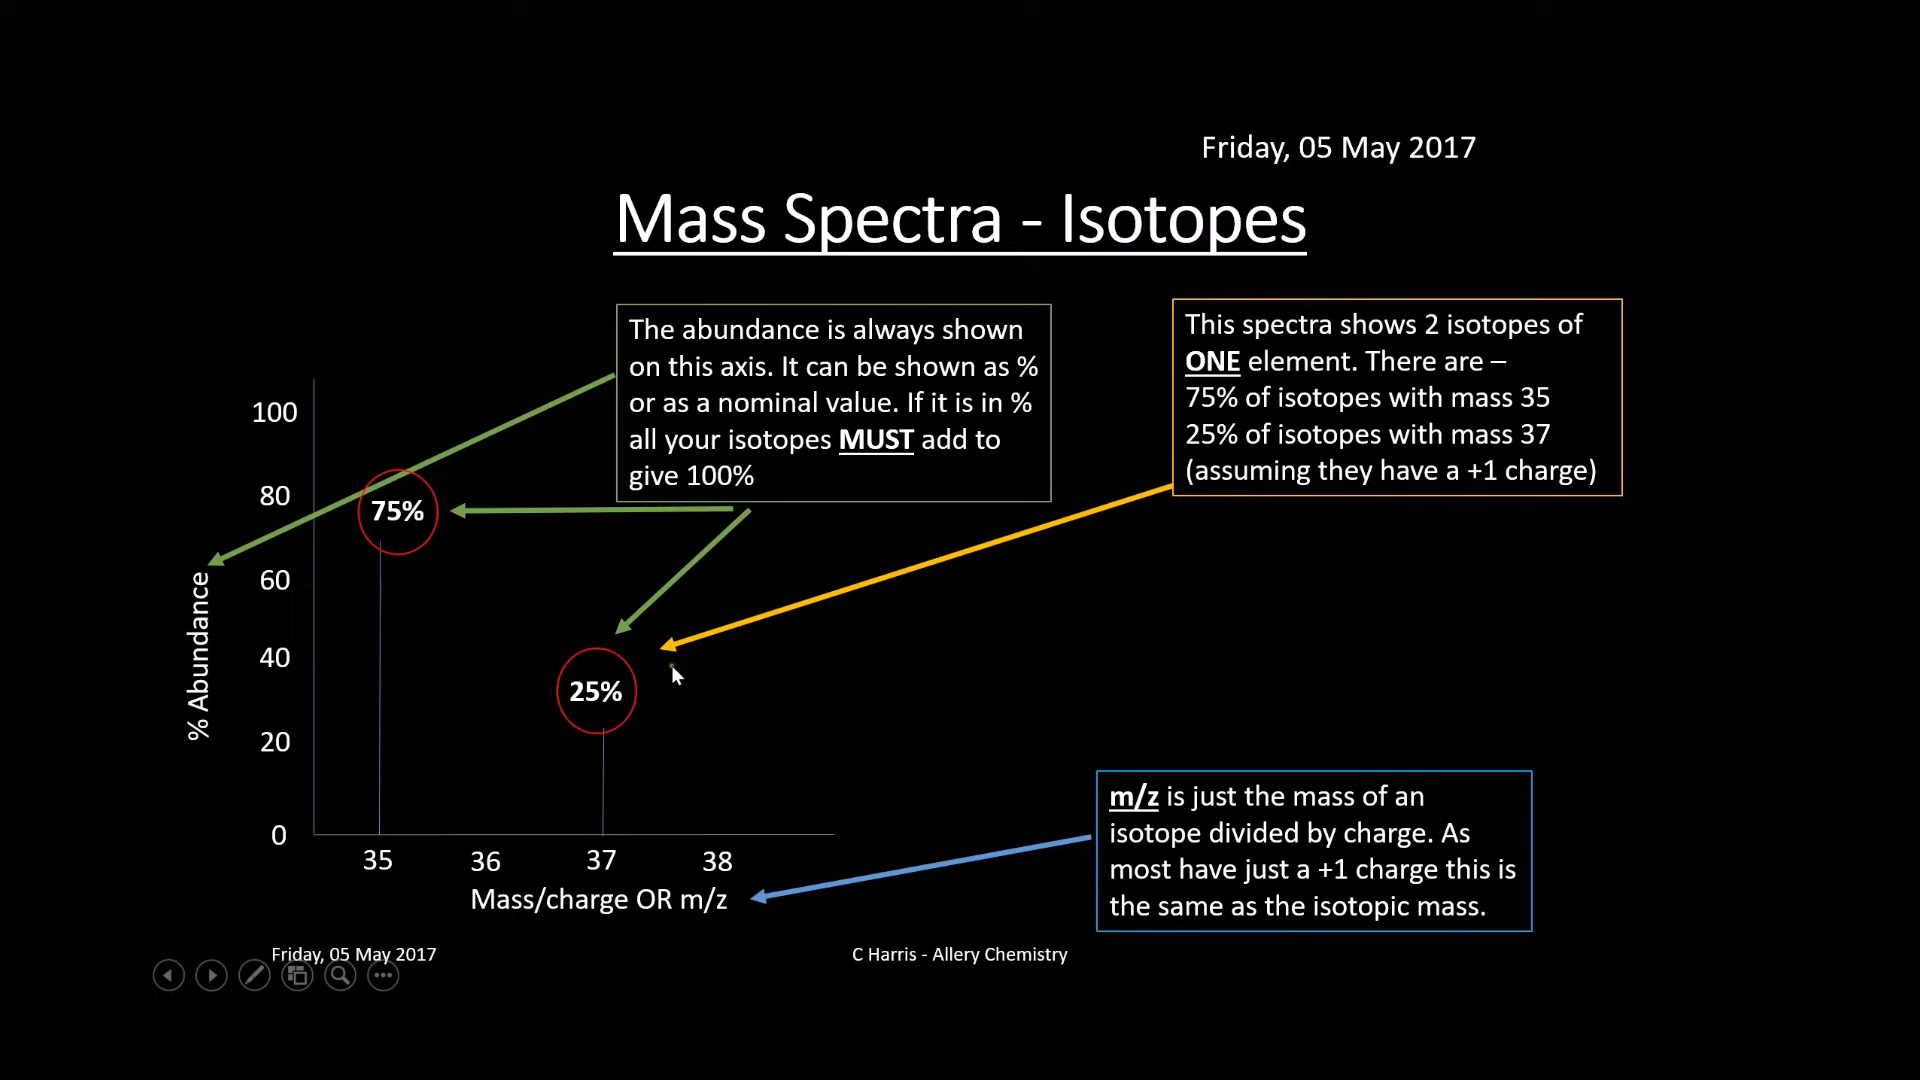 Friday, 05 May 2017
Mass Spectra - Isotopes
The abundance is always shown
on this axis. It can be shown as %
or as a nominal value. If it is in %
all your isotopes MUST add to
give 100%
This spectra shows 2 isotopes of
ONE element. There are –
75% of isotopes with mass 35
25% of isotopes with mass 37
(assuming they have a +1 charge)
% Abundance
100
80
60
40
20
0
75%
25%
35 36 37 38
Mass/charge OR m/z
m/z is just the mass of an
isotope divided by charge. As
most have just a +1 charge this is
the same as the isotopic mass.
Friday, 05 May 2017
C Harris - Allery Chemistry